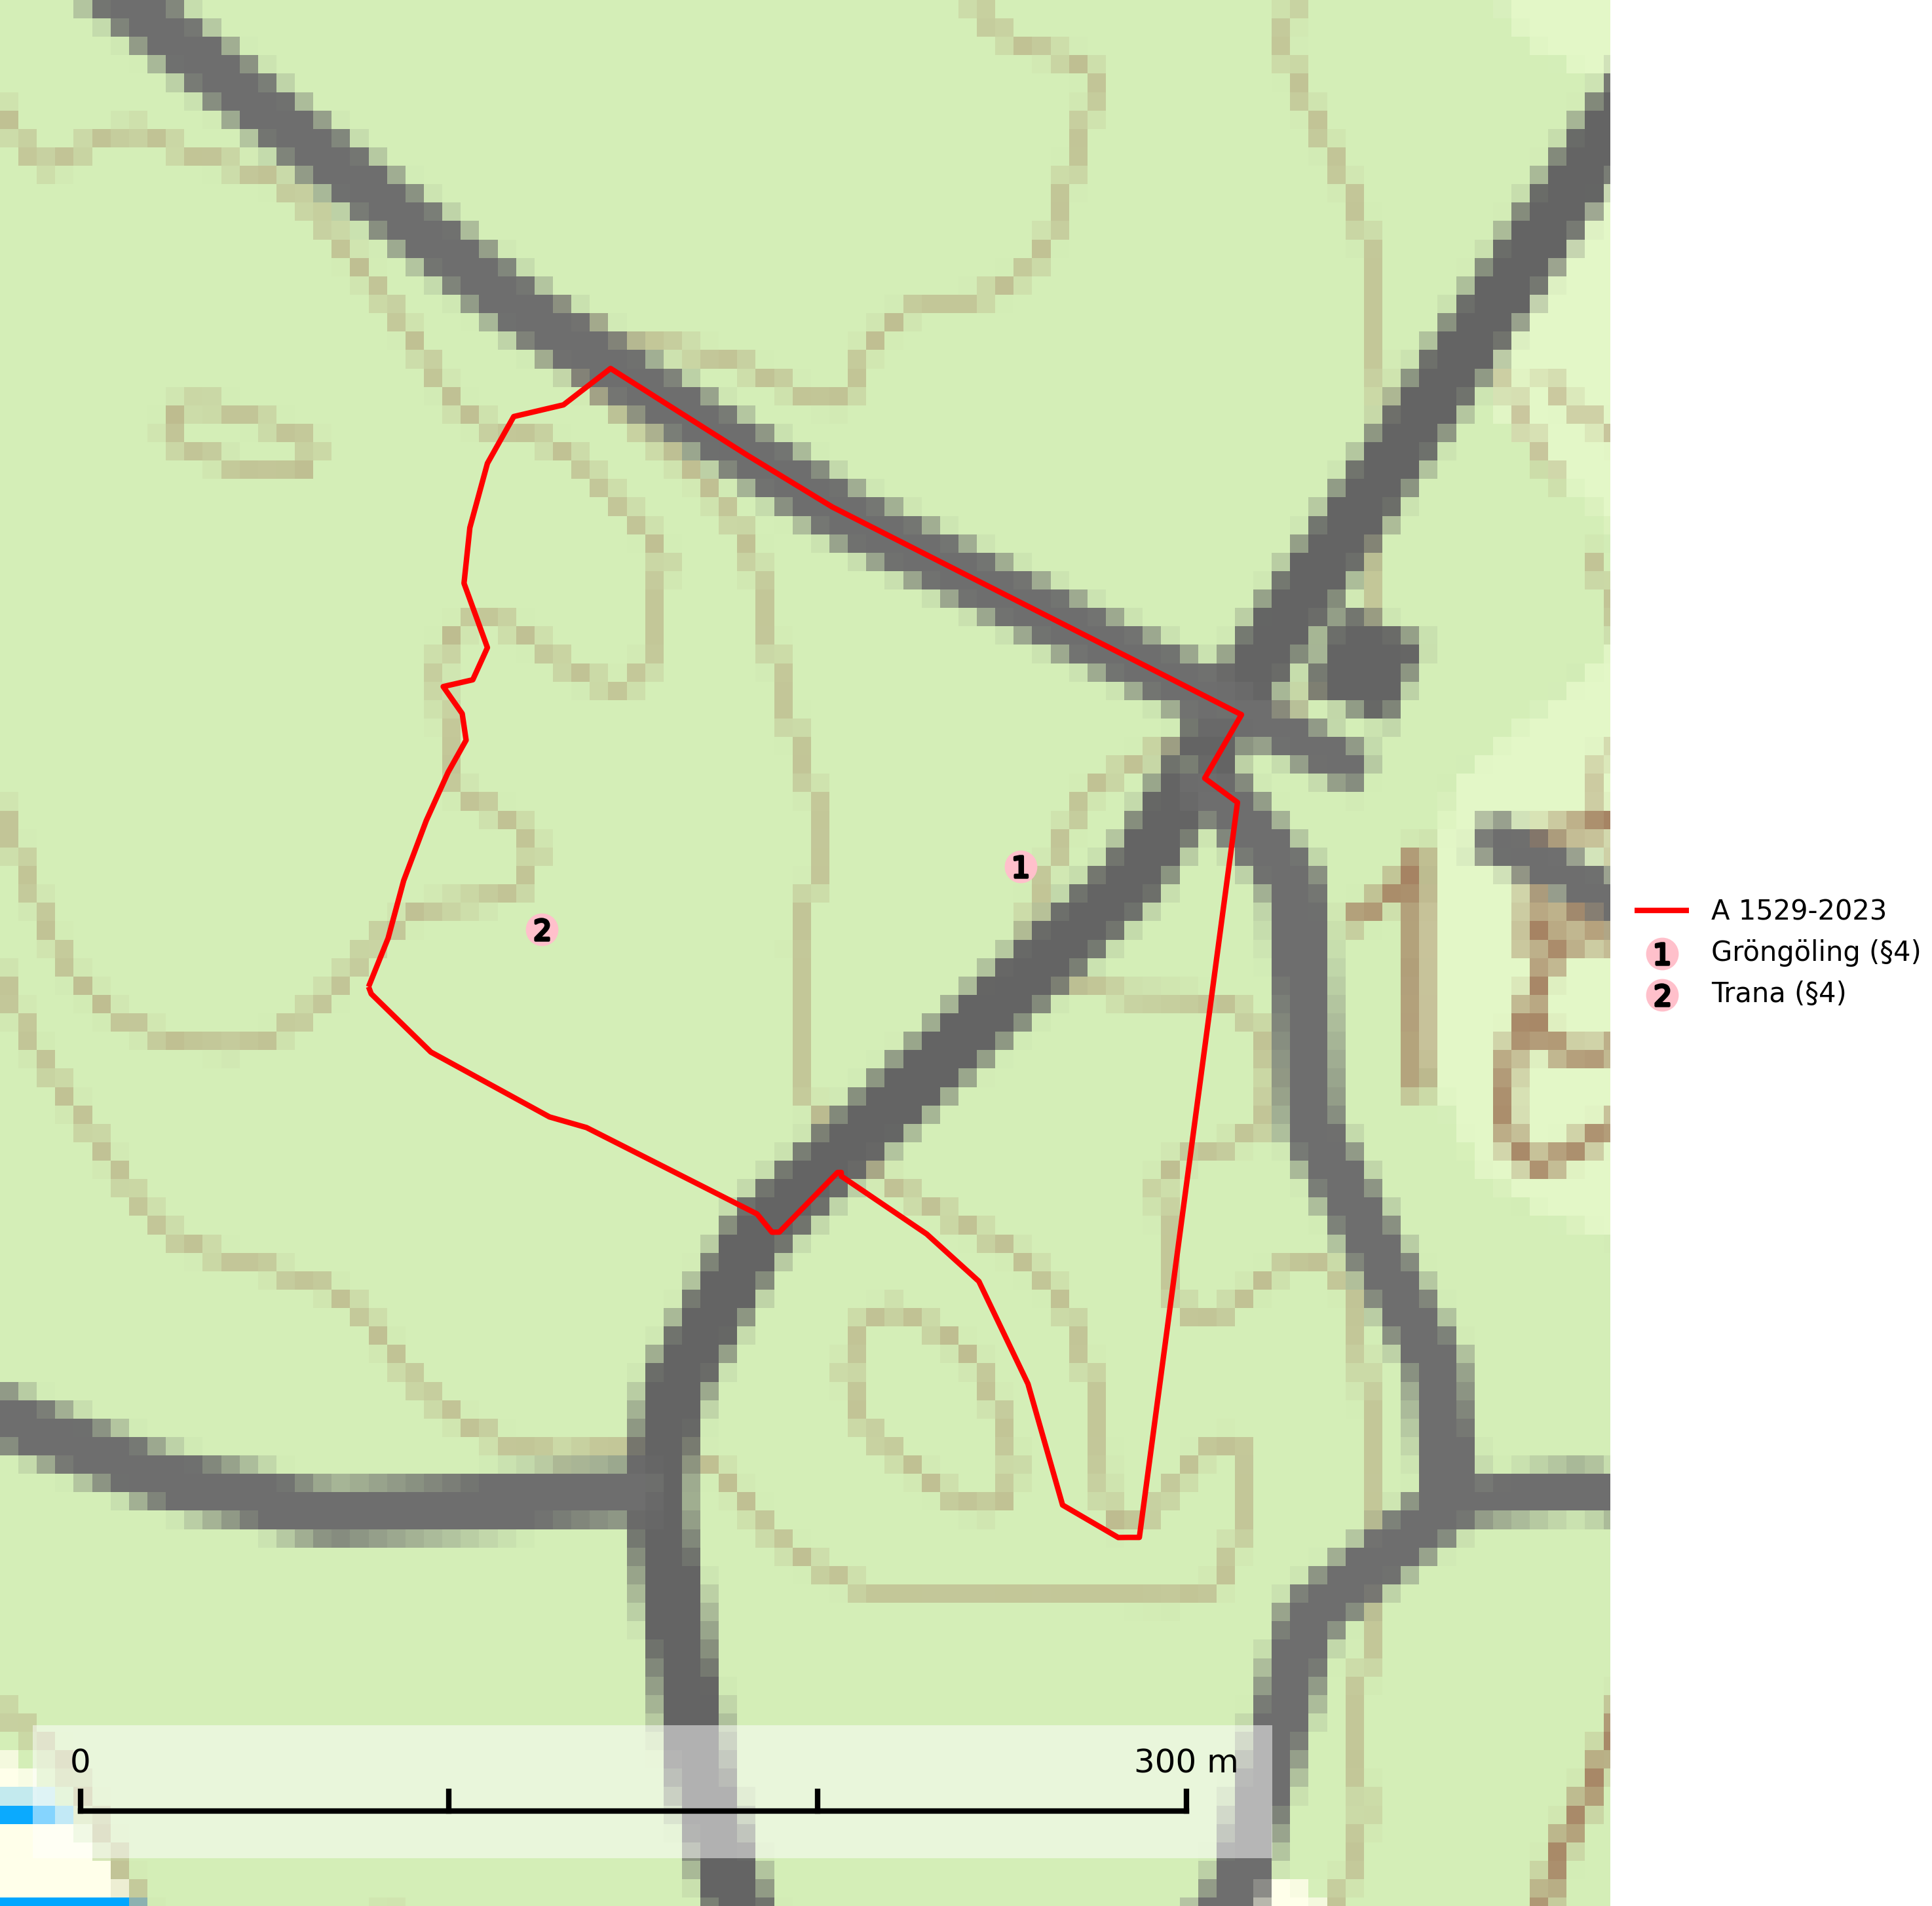 1
2
A 1529-2023
1 Gröngöling (§4)
2 Trana (§4)
0 300 m